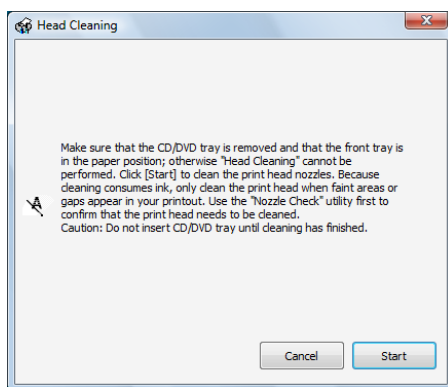 Head Cleaning
Make sure that the CD/DVD tray is removed and that the front tray is
in the paper position; otherwise "Head Cleaning" cannot be
performed. Click [Start] to clean the print head nozzles. Because
cleaning consumes ink, only clean the print head when faint areas or
gaps appear in your printout. Use the "Nozzle Check" utility first to
confirm that the print head needs to be cleaned.
Caution: Do not insert CD/DVD tray until cleaning has finished.
Cancel Start